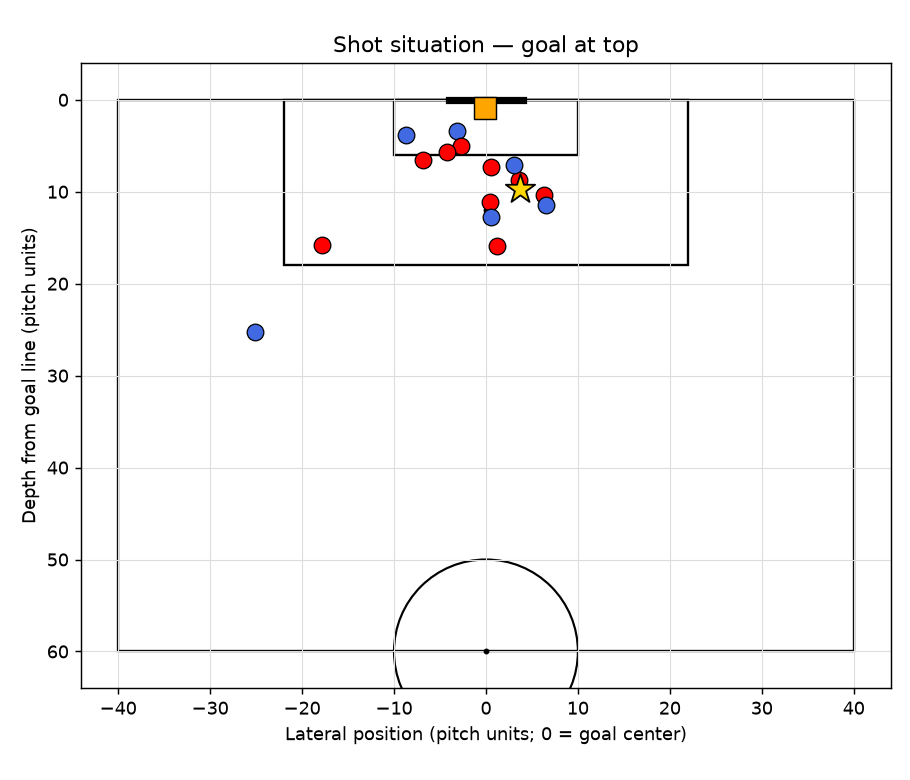 Shot situation — goal at top
0
10
20
30
40
50
60
Depth from goal line (pitch units)
−40 −30 −20 −10 0 10 20 30 40
Lateral position (pitch units; 0 = goal center)